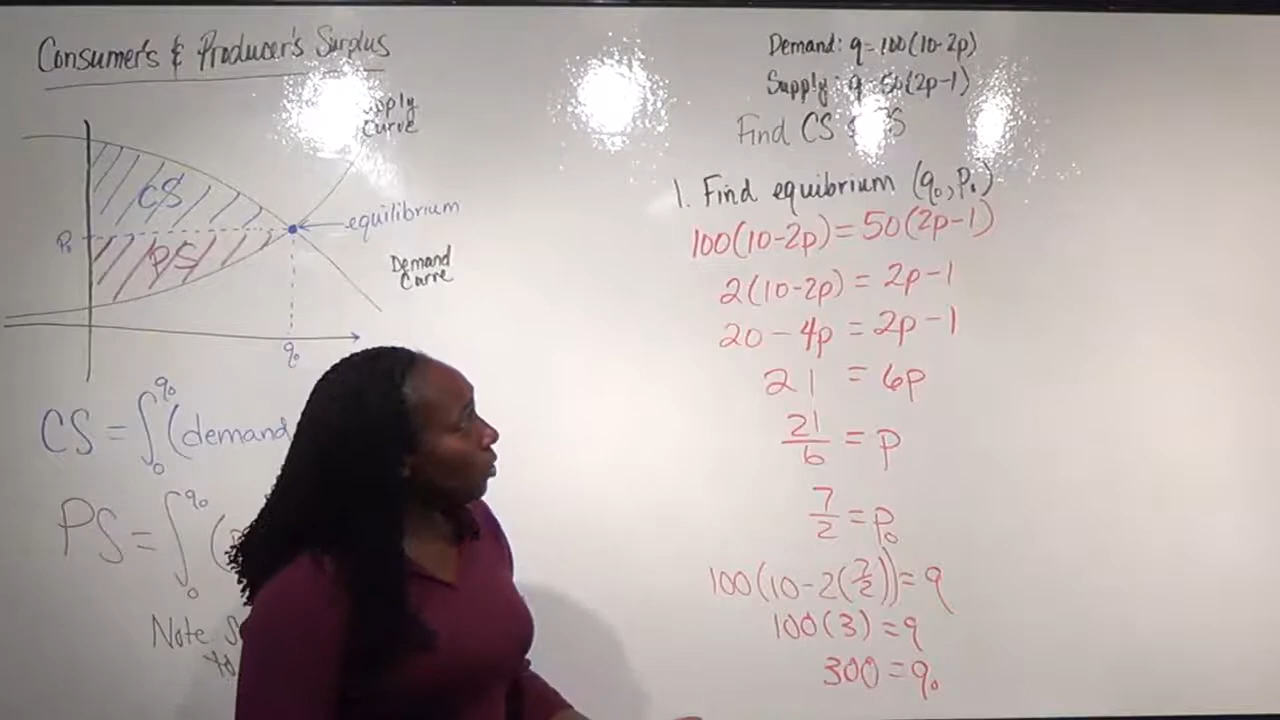 Consumer's & Producer's Surplus
Curve
CS
equilibrium
p₀
PS
Demand
Curve
q₀
CS = ∫₀^q₀ (demand
PS = ∫₀^q₀ (
Note
Demand: q=100(10-2p)
Supply: q=50(2p-1)
Find CS
1. Find equibrium (q₀, p₀)
100(10-2p)=50(2p-1)
2(10-2p) = 2p-1
20-4p = 2p-1
21 = 6p
21/6 = p
7/2 = p₀
100(10-2(7/2))=q
100(3)=q
300=q₀